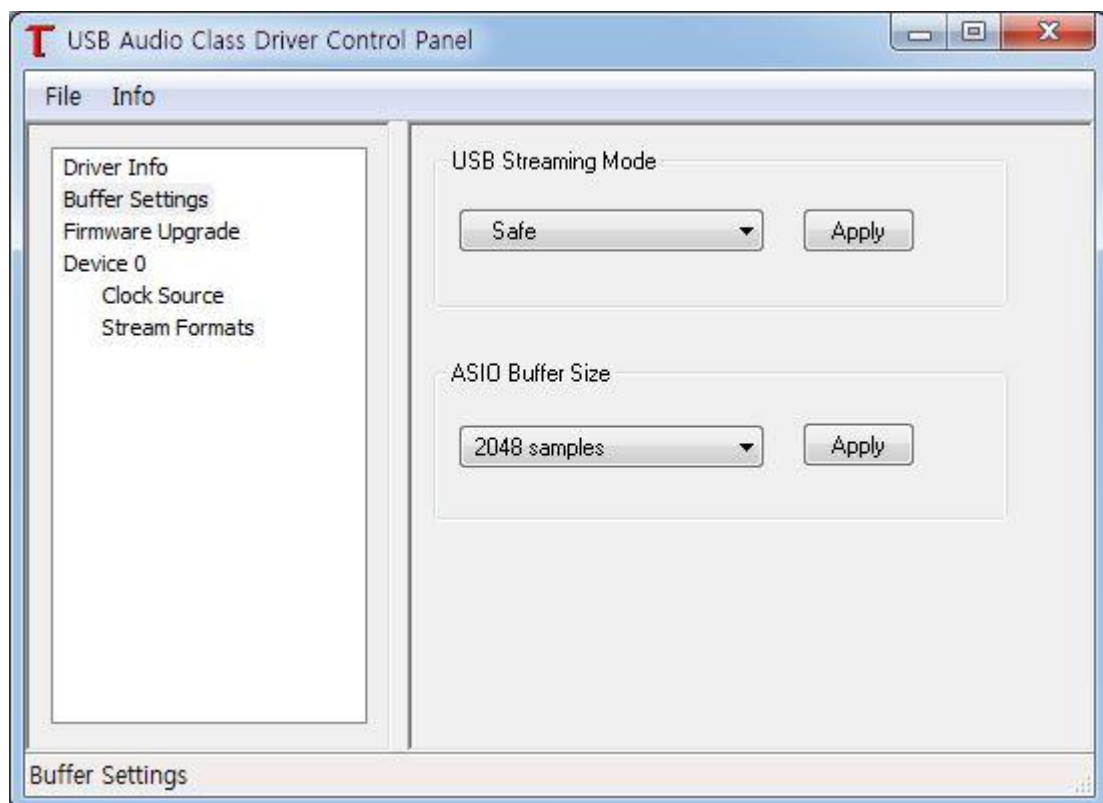 USB Audio Class Driver Control Panel
File Info
Driver Info
Buffer Settings
Firmware Upgrade
Device 0
Clock Source
Stream Formats
USB Streaming Mode
Safe
Apply
ASIO Buffer Size
2048 samples
Apply
Buffer Settings